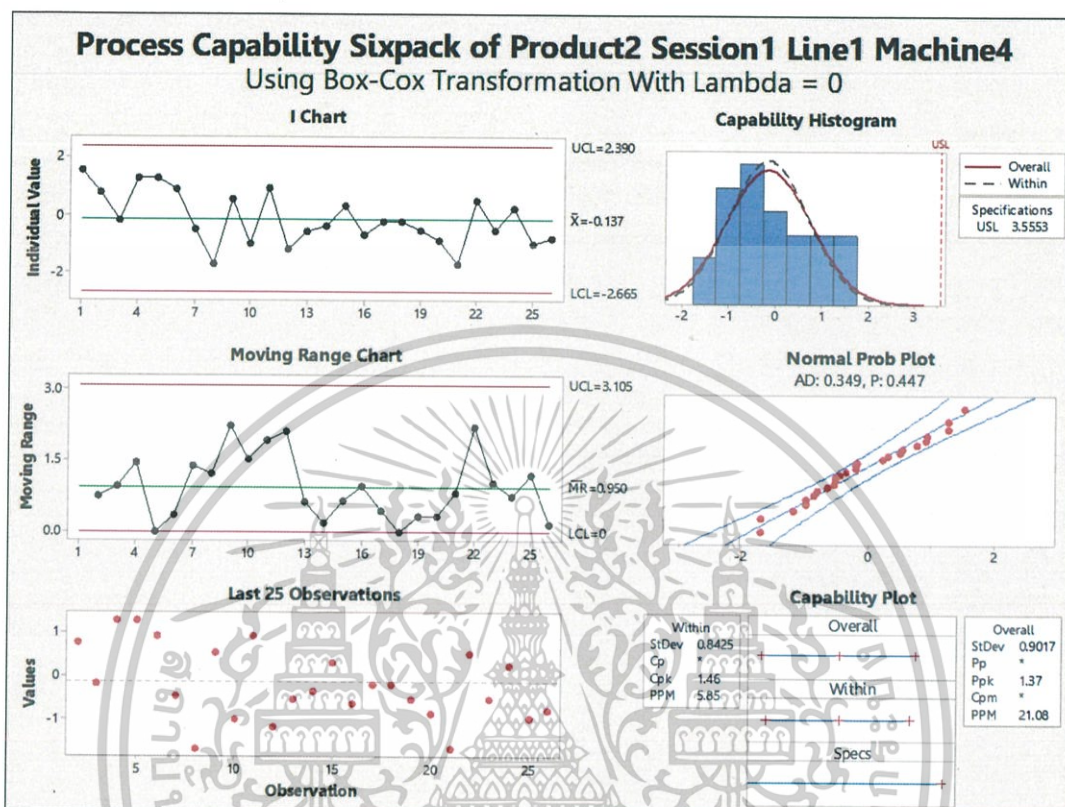 Process Capability Sixpack of Product2 Session1 Line1 Machine4
Using Box-Cox Transformation With Lambda = 0
I Chart
Individual Value
2
0
-2
UCL=2.390
X̄=-0.137
LCL=-2.665
1 4 7 10 13 16 19 22 25
Capability Histogram
USL
Overall
Within
Specifications
USL 3.5553
-2 -1 0 1 2 3
Moving Range Chart
Moving Range
3.0
1.5
0.0
UCL=3.105
M̅R̅=0.950
LCL=0
1 4 7 10 13 16 19 22 25
Normal Prob Plot
AD: 0.349, P: 0.447
-2 0 2
Last 25 Observations
Values
1
0
-1
5 10 15 20 25
Observation
Capability Plot
Within
StDev 0.8425
Cp *
Cpk 1.46
PPM 5.85
Overall
Within
Specs
Overall
StDev 0.9017
Pp *
Ppk 1.37
Cpm *
PPM 21.08